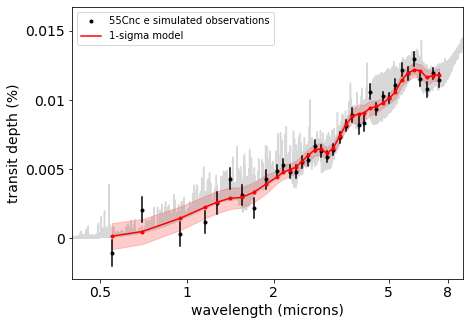 55Cnc e simulated observations
1-sigma model
transit depth (%)
0.015
0.01
0.005
0
0.5 1 2 5 8
wavelength (microns)